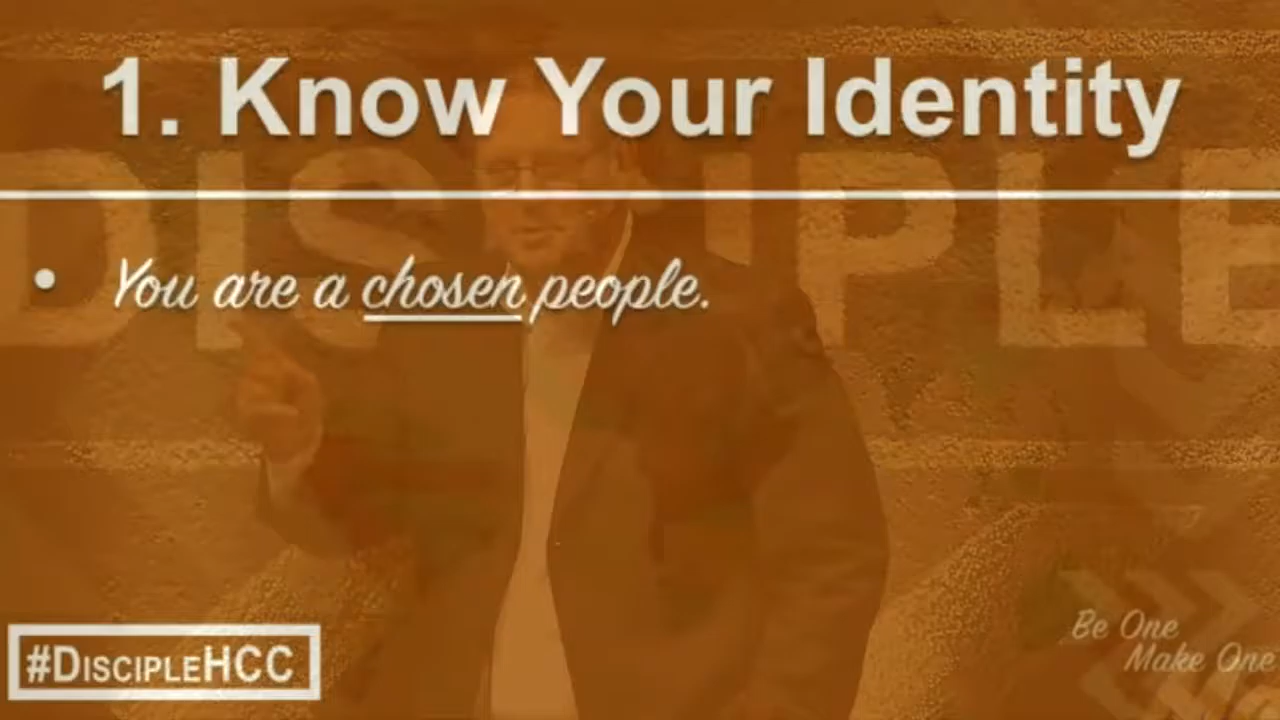 1. Know Your Identity
DISCIPLE
• You are a chosen people.
#DISCIPLEHCC
Be One
Make One